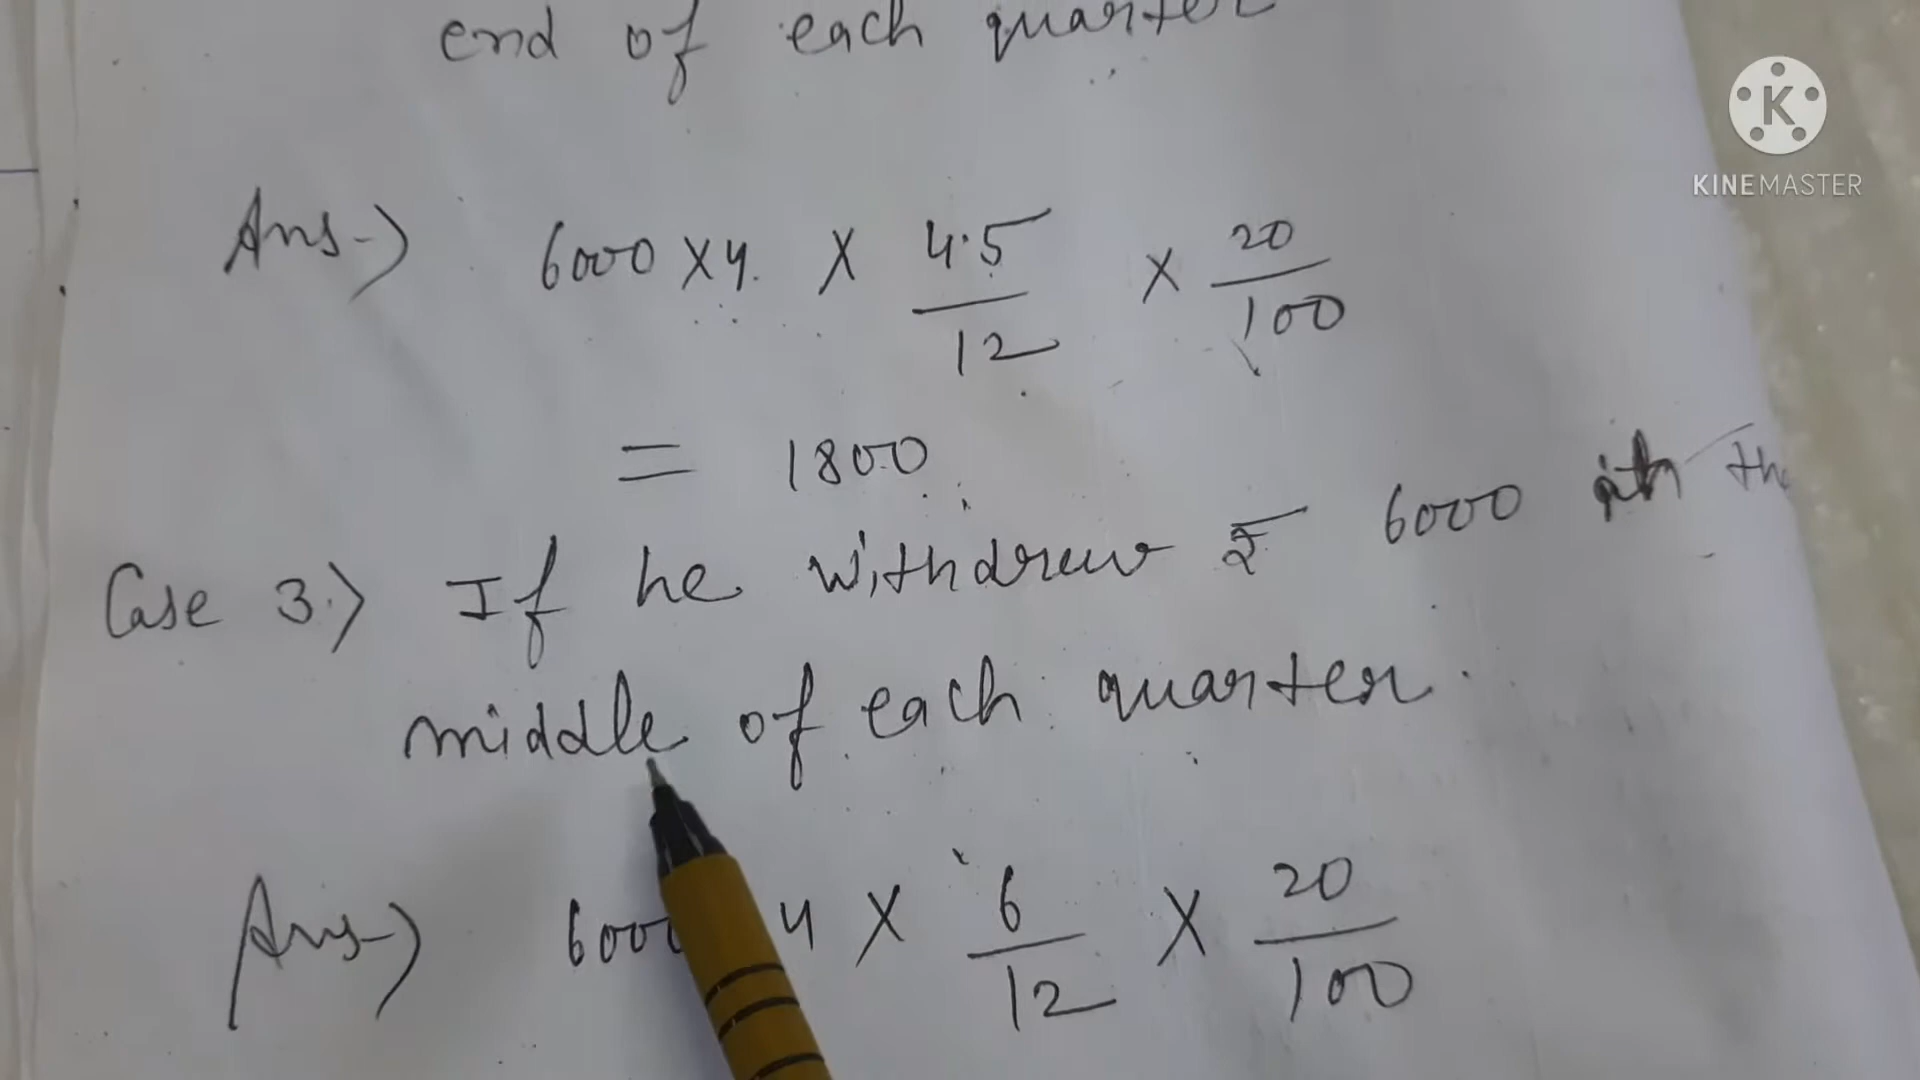 end of each quarter
KINEMASTER
Ans→ 6000 x 4. x 4.5/12 x 20/100
= 1800
Case 3.) If he withdrew ₹ 6000 in the
middle of each quarter.
Ans→ 6000 4 x 6/12 x 20/100